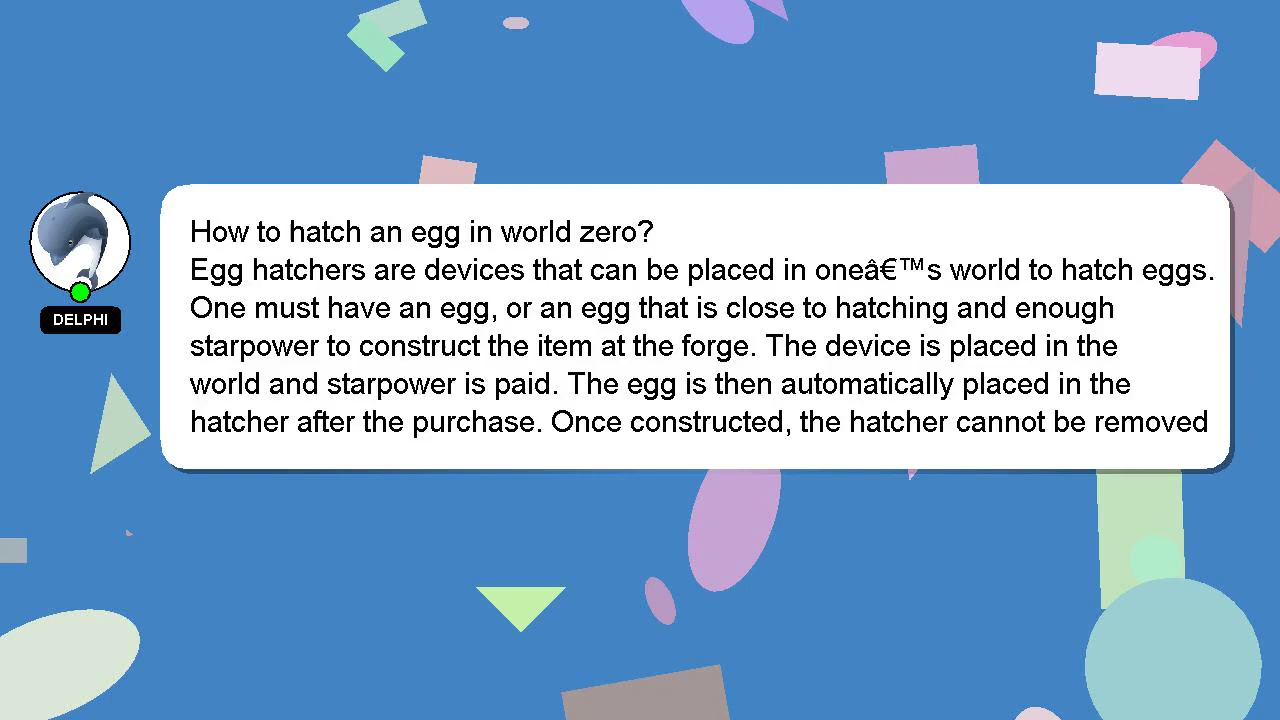 How to hatch an egg in world zero?
Egg hatchers are devices that can be placed in oneâ€™s world to hatch eggs.
One must have an egg, or an egg that is close to hatching and enough
starpower to construct the item at the forge. The device is placed in the
world and starpower is paid. The egg is then automatically placed in the
hatcher after the purchase. Once constructed, the hatcher cannot be removed
DELPHI